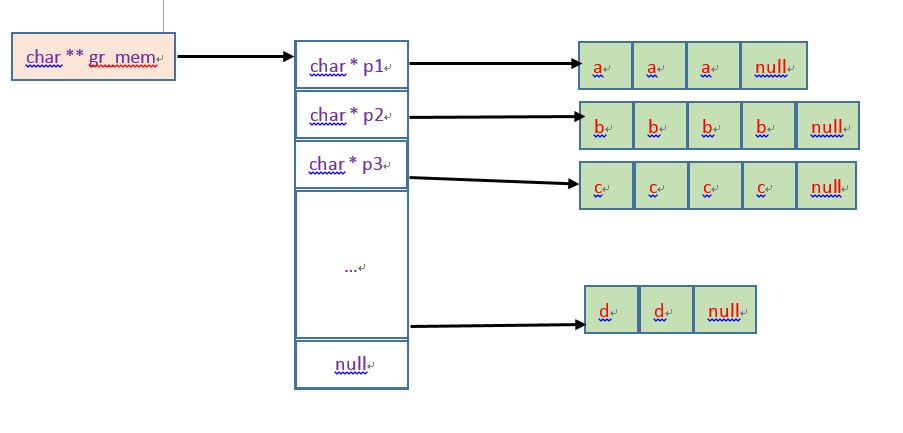 char ** gr_mem
char * p1
a a a null
char * p2
b b b b null
char * p3
c c c c null
...
d d null
null